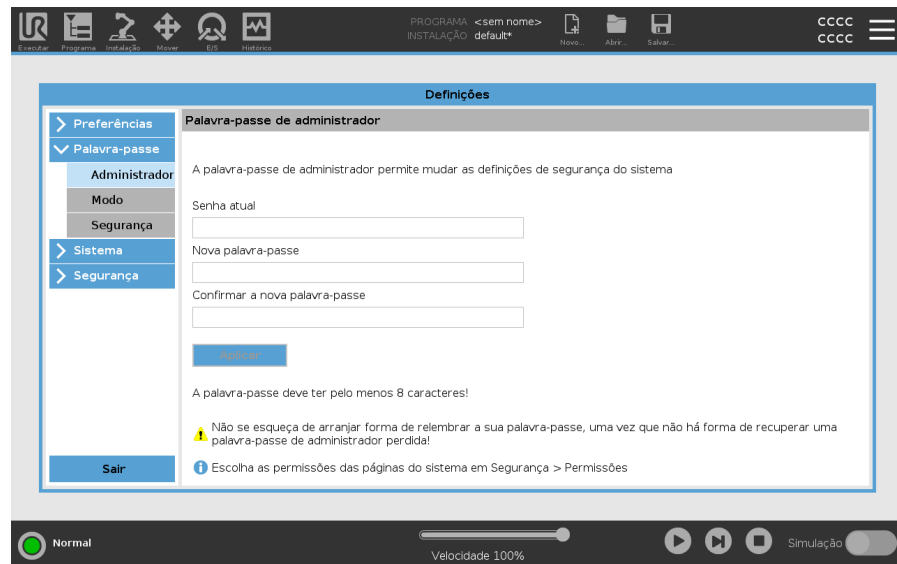 PROGRAMA <sem nome>
INSTALAÇÃO default*
UR
Executar Programa Instalação Mover E/S Histórico
Novo... Abrir... Salvar...
CCCC
CCCC
Definições
Preferências
Palavra-passe
Administrador
Modo
Segurança
Sistema
Segurança
Sair
Palavra-passe de administrador
A palavra-passe de administrador permite mudar as definições de segurança do sistema
Senha atual
Nova palavra-passe
Confirmar a nova palavra-passe
Aplicar
A palavra-passe deve ter pelo menos 8 caracteres!
Não se esqueça de arranjar forma de relembrar a sua palavra-passe, uma vez que não há forma de recuperar uma
palavra-passe de administrador perdida!
Escolha as permissões das páginas do sistema em Segurança > Permissões
Normal
Velocidade 100%
Simulação